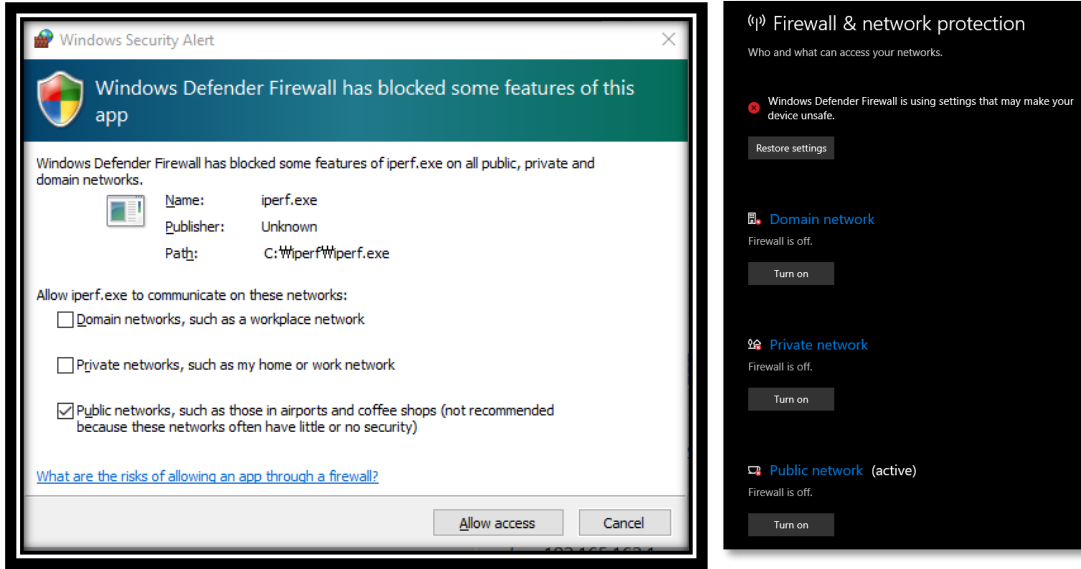 Windows Security Alert
Windows Defender Firewall has blocked some features of this
app
Windows Defender Firewall has blocked some features of iperf.exe on all public, private and
domain networks.
Name: iperf.exe
Publisher: Unknown
Path: C:₩iperf₩iperf.exe
Allow iperf.exe to communicate on these networks:
Domain networks, such as a workplace network
Private networks, such as my home or work network
Public networks, such as those in airports and coffee shops (not recommended
because these networks often have little or no security)
What are the risks of allowing an app through a firewall?
Allow access Cancel
Firewall & network protection
Who and what can access your networks.
Windows Defender Firewall is using settings that may make your
device unsafe.
Restore settings
Domain network
Firewall is off.
Turn on
Private network
Firewall is off.
Turn on
Public network (active)
Firewall is off.
Turn on